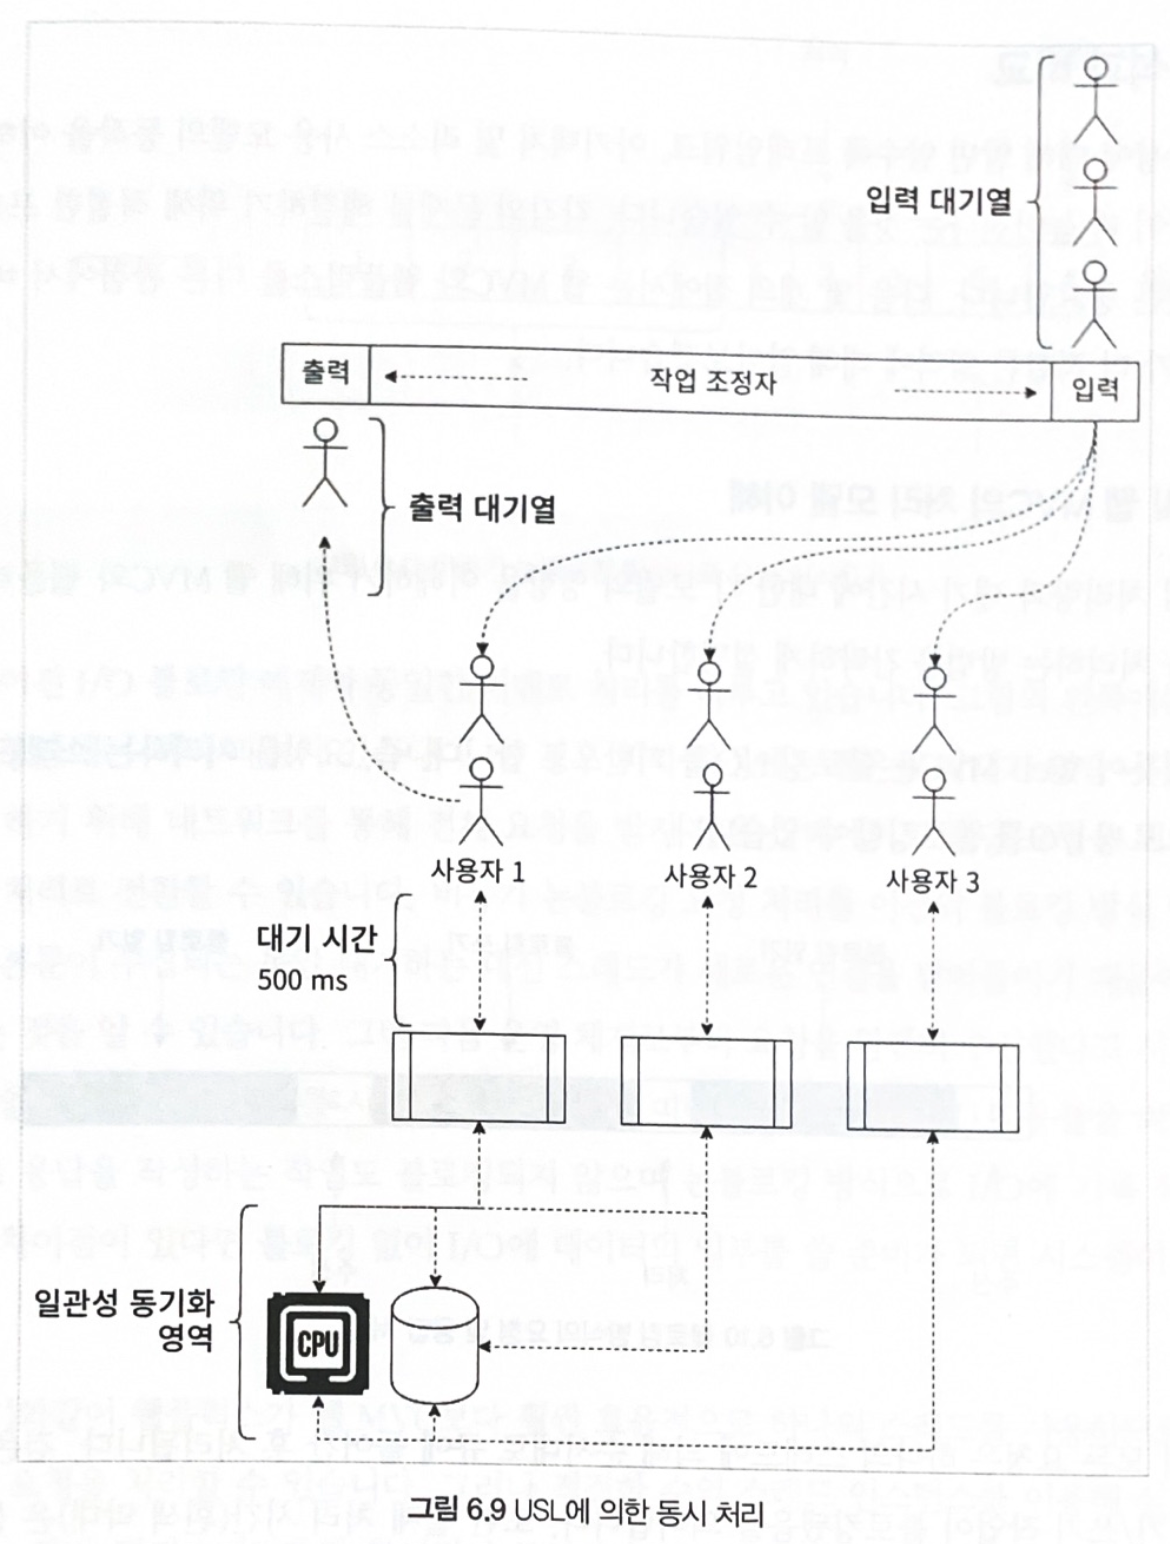 입력 대기열
출력
작업 조정자
입력
출력 대기열
사용자 1
사용자 2
사용자 3
대기 시간
500 ms
일관성 동기화
영역
CPU
그림 6.9 USL에 의한 동시 처리